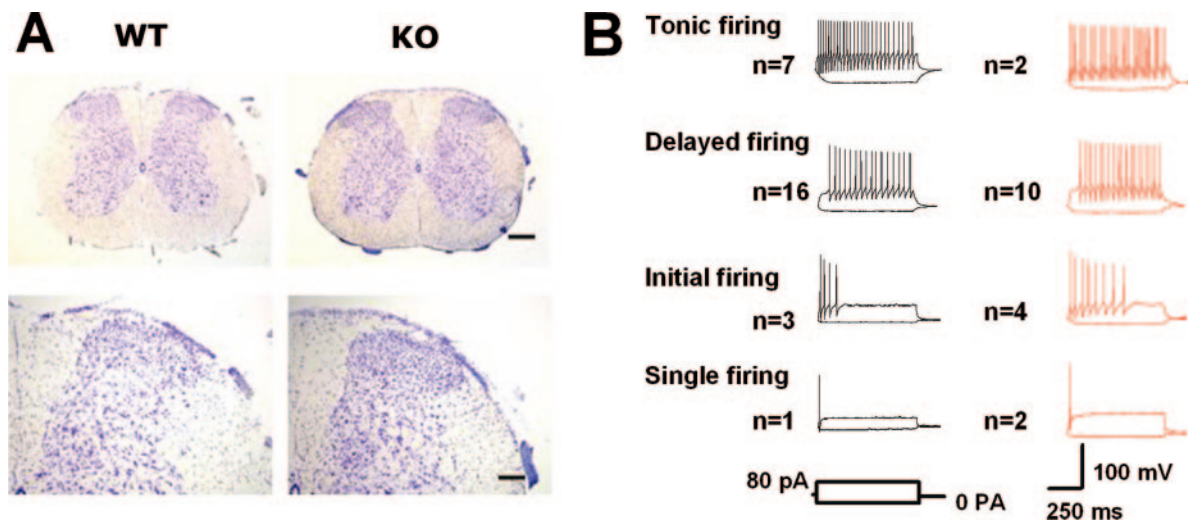 A
WT
KO
B
Tonic firing
n=7
n=2
Delayed firing
n=16
n=10
Initial firing
n=3
n=4
Single firing
n=1
n=2
80 pA
0 PA
100 mV
250 ms